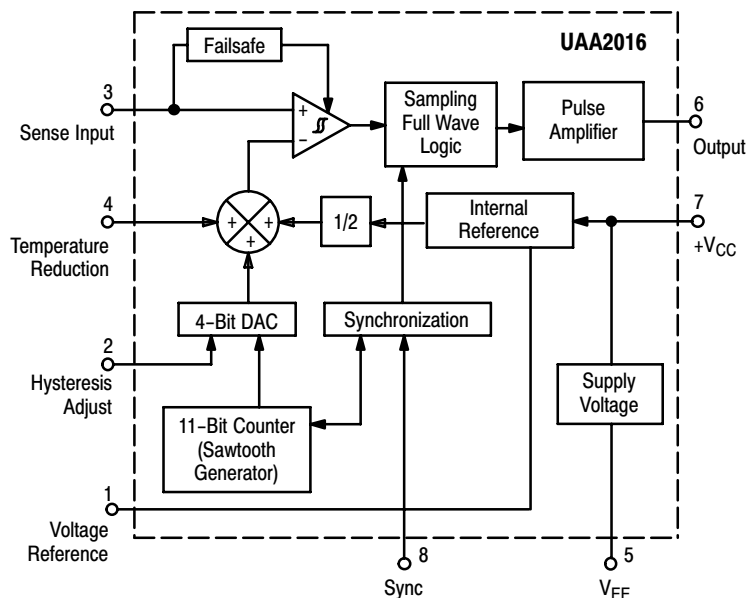 Failsafe
UAA2016
3
Sense Input
+
−
Sampling
Full Wave
Logic
Pulse
Amplifier
6
Output
4
Temperature
Reduction
+
+
+
1/2
Internal
Reference
7
+VCC
4–Bit DAC
Synchronization
2
Hysteresis
Adjust
11–Bit Counter
(Sawtooth
Generator)
Supply
Voltage
1
Voltage
Reference
8
Sync
5
VEE